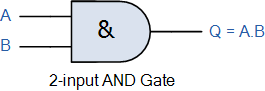 A
B
&
Q = A.B
2-input AND Gate